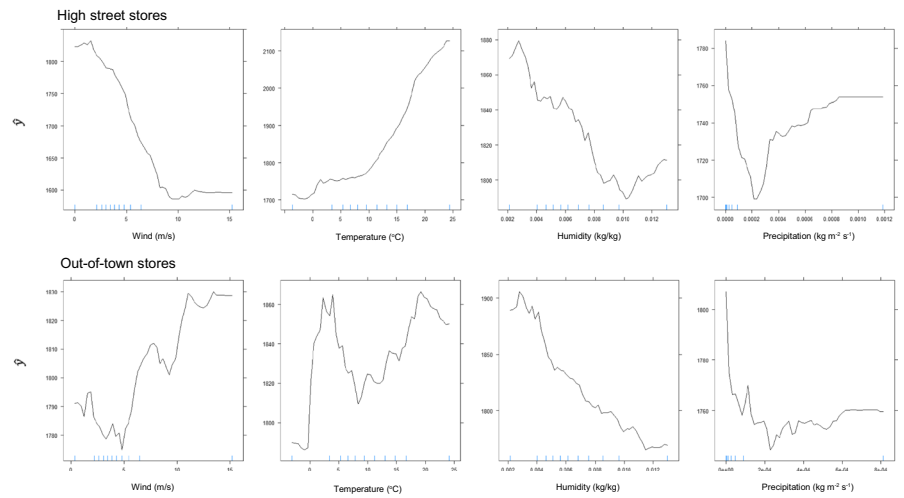 High street stores
1800
1750
1700
1650
1600
ŷ
0 5 10 15
Wind (m/s)
2100
2000
1900
1800
1700
0 5 10 15 20 25
Temperature (°C)
1880
1860
1840
1820
1800
0.002 0.004 0.006 0.008 0.010 0.012
Humidity (kg/kg)
1780
1760
1740
1720
1700
0.0000 0.0002 0.0004 0.0006 0.0008 0.0010 0.0012
Precipitation (kg m⁻² s⁻¹)
Out-of-town stores
1830
1820
1810
1800
1790
1780
ŷ
0 5 10 15
Wind (m/s)
1860
1840
1820
1800
0 5 10 15 20 25
Temperature (°C)
1900
1850
1800
0.002 0.004 0.006 0.008 0.010 0.012
Humidity (kg/kg)
1800
1780
1760
0e+00 2e-04 4e-04 6e-04 8e-04
Precipitation (kg m⁻² s⁻¹)